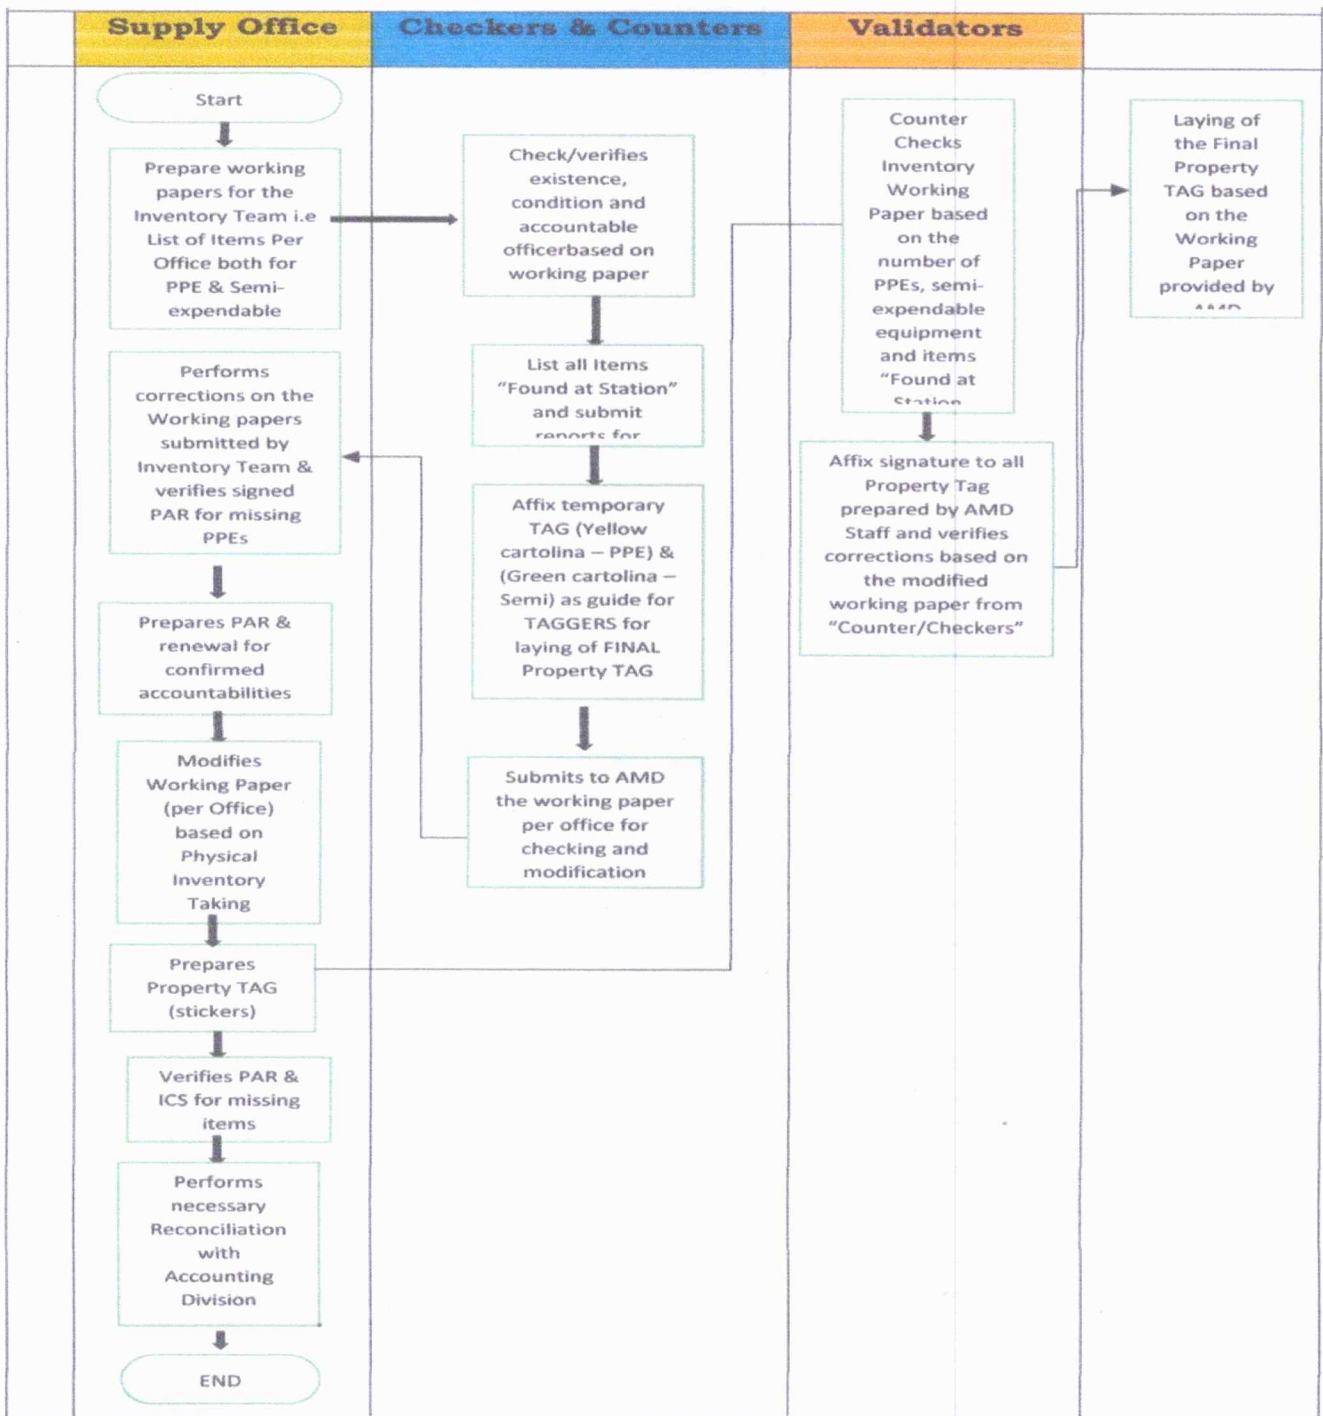 Supply Office
Checkers & Counters
Validators
Start
Prepare working
papers for the
Inventory Team i.e
List of Items Per
Office both for
PPE & Semi-
expendable
Performs
corrections on the
Working papers
submitted by
Inventory Team &
verifies signed
PAR for missing
PPEs
Prepares PAR &
renewal for
confirmed
accountabilities
Modifies
Working Paper
(per Office)
based on
Physical
Inventory
Taking
Prepares
Property TAG
(stickers)
Verifies PAR &
ICS for missing
items
Performs
necessary
Reconciliation
with
Accounting
Division
END
Check/verifies
existence,
condition and
accountable
officerbased on
working paper
List all Items
“Found at Station”
and submit
reports for
Affix temporary
TAG (Yellow
cartolina – PPE) &
(Green cartolina –
Semi) as guide for
TAGGERS for
laying of FINAL
Property TAG
Submits to AMD
the working paper
per office for
checking and
modification
Counter
Checks
Inventory
Working
Paper based
on the
number of
PPEs, semi-
expendable
equipment
and items
“Found at
Station
Affix signature to all
Property Tag
prepared by AMD
Staff and verifies
corrections based on
the modified
working paper from
“Counter/Checkers”
Laying of
the Final
Property
TAG based
on the
Working
Paper
provided by